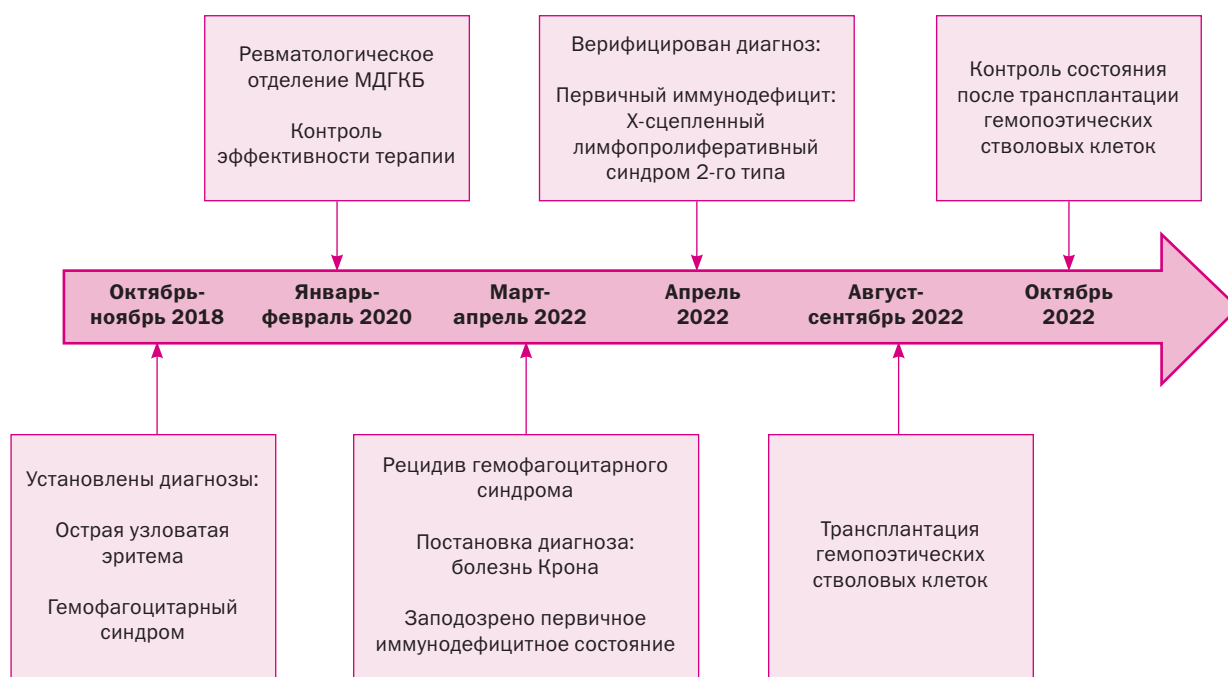 Ревматологическое
отделение МДГКБ
Контроль
эффективности терапии
Верифицирован диагноз:
Первичный иммунодефицит:
Х-сцепленный
лимфопролиферативный
синдром 2-го типа
Контроль состояния
после трансплантации
гемопоэтических
стволовых клеток
Октябрь-
ноябрь 2018
Январь-
февраль 2020
Март-
апрель 2022
Апрель
2022
Август-
сентябрь 2022
Октябрь
2022
Установлены диагнозы:
Острая узловатая
эритема
Гемофагоцитарный
синдром
Рецидив гемофагоцитарного
синдрома
Постановка диагноза:
болезнь Крона
Заподозрено первичное
иммунодефицитное состояние
Трансплантация
гемопоэтических
стволовых клеток